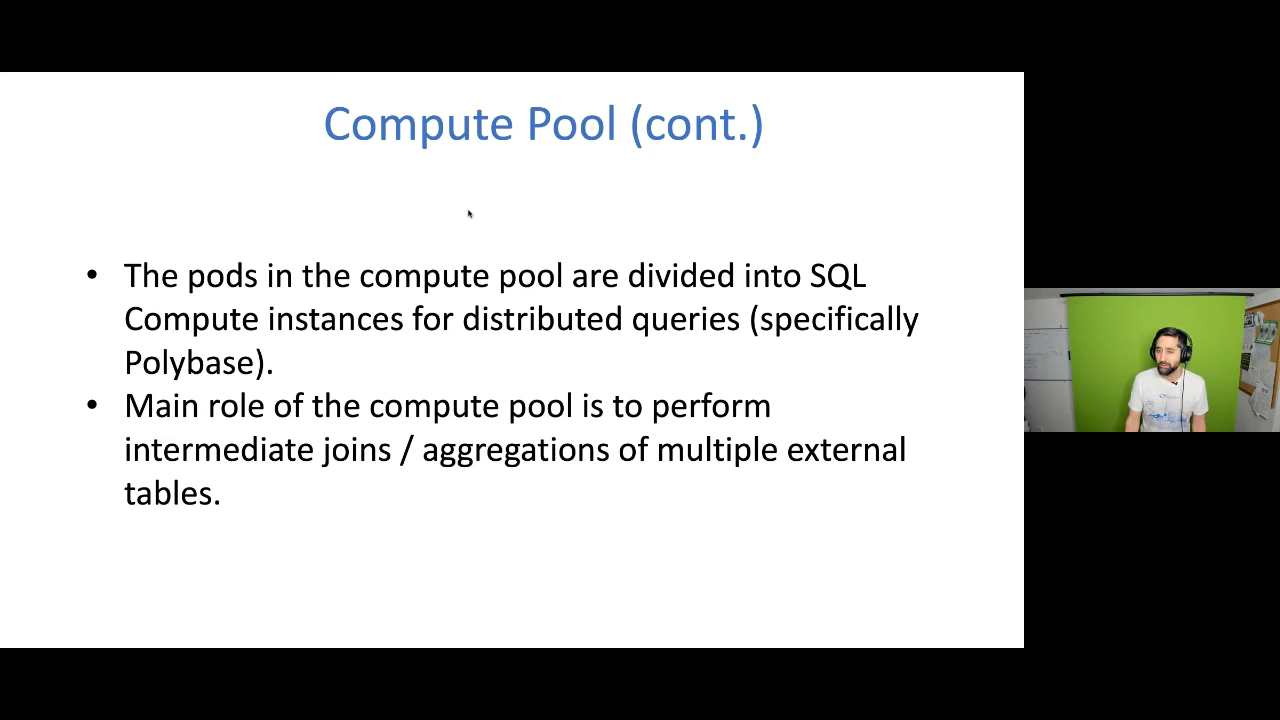 Compute Pool (cont.)
• The pods in the compute pool are divided into SQL
Compute instances for distributed queries (specifically
Polybase).
• Main role of the compute pool is to perform
intermediate joins / aggregations of multiple external
tables.